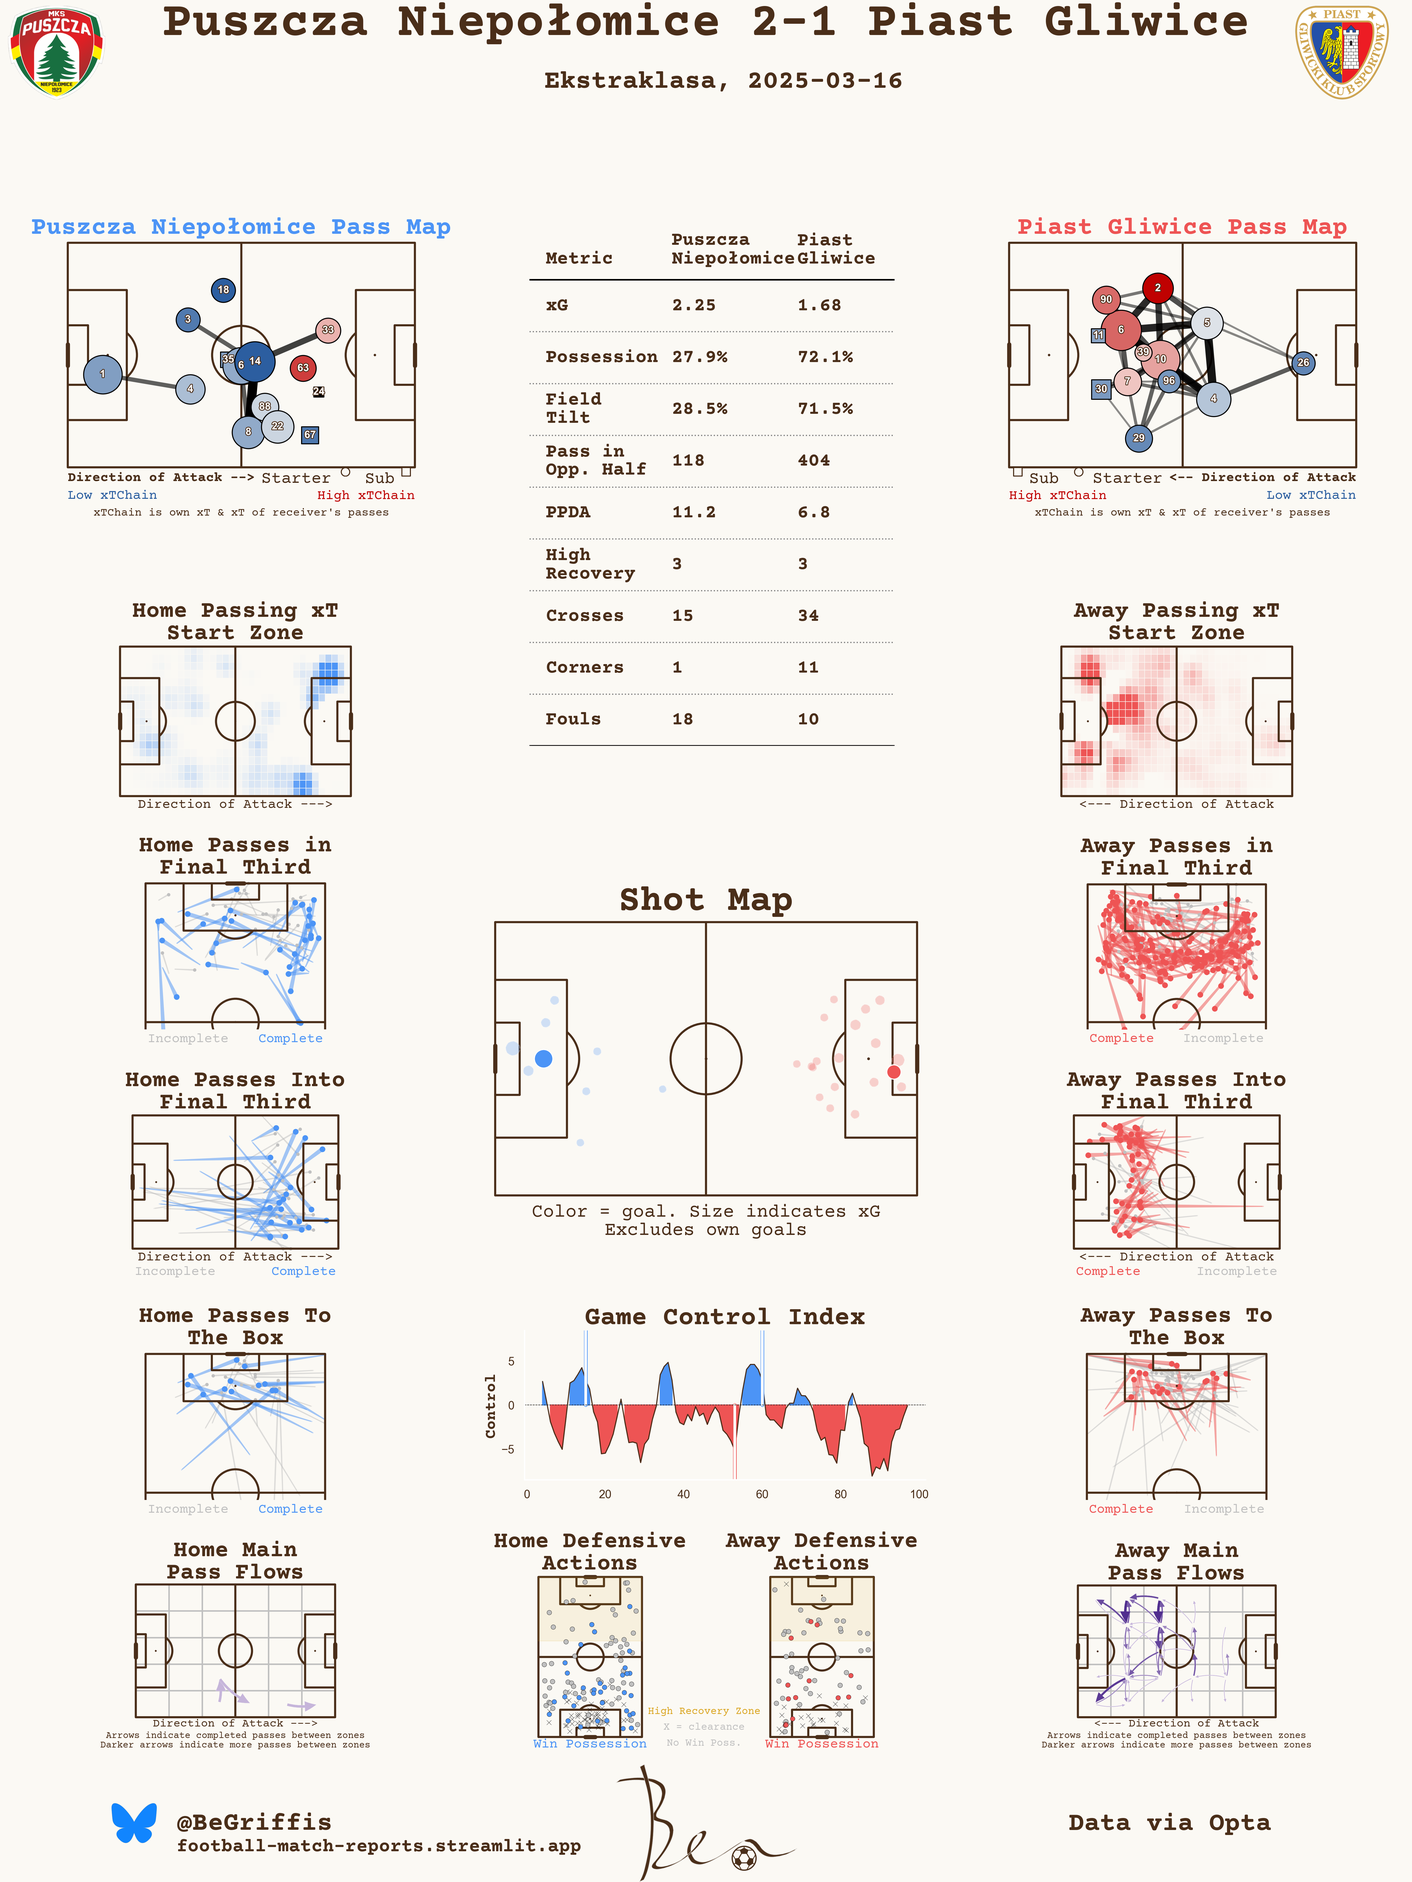 Puszcza Niepołomice 2-1 Piast Gliwice
Ekstraklasa, 2025-03-16
MKS
PUSZCZA
NIEPOŁOMICE
1923
PIAST
GLIWICKI KLUB SPORTOWY
Puszcza Niepołomice Pass Map
18
3
33
35
6
14
63
1
4
24
88
8
22
67
Direction of Attack --> Starter Sub
Low xTChain High xTChain
xTChain is own xT & xT of receiver's passes
Metric Puszcza Niepołomice Piast Gliwice
xG 2.25 1.68
Possession 27.9% 72.1%
Field Tilt 28.5% 71.5%
Pass in Opp. Half 118 404
PPDA 11.2 6.8
High Recovery 3 3
Crosses 15 34
Corners 1 11
Fouls 18 10
Piast Gliwice Pass Map
2
90
5
6
11
39
10
26
7
96
30
4
29
Sub Starter <-- Direction of Attack
High xTChain Low xTChain
xTChain is own xT & xT of receiver's passes
Home Passing xT
Start Zone
Direction of Attack --->
Away Passing xT
Start Zone
<--- Direction of Attack
Home Passes in
Final Third
Incomplete Complete
Away Passes in
Final Third
Complete Incomplete
Shot Map
Color = goal. Size indicates xG
Excludes own goals
Home Passes Into
Final Third
Direction of Attack --->
Incomplete Complete
Away Passes Into
Final Third
<--- Direction of Attack
Complete Incomplete
Home Passes To
The Box
Incomplete Complete
Game Control Index
Control
5
0
−5
0 20 40 60 80 100
Away Passes To
The Box
Complete Incomplete
Home Main
Pass Flows
Direction of Attack --->
Arrows indicate completed passes between zones
Darker arrows indicate more passes between zones
Home Defensive
Actions
Win Possession
High Recovery Zone
X = clearance
No Win Poss.
Away Defensive
Actions
Win Possession
Away Main
Pass Flows
<--- Direction of Attack
Arrows indicate completed passes between zones
Darker arrows indicate more passes between zones
@BeGriffis
football-match-reports.streamlit.app
Ben
Data via Opta